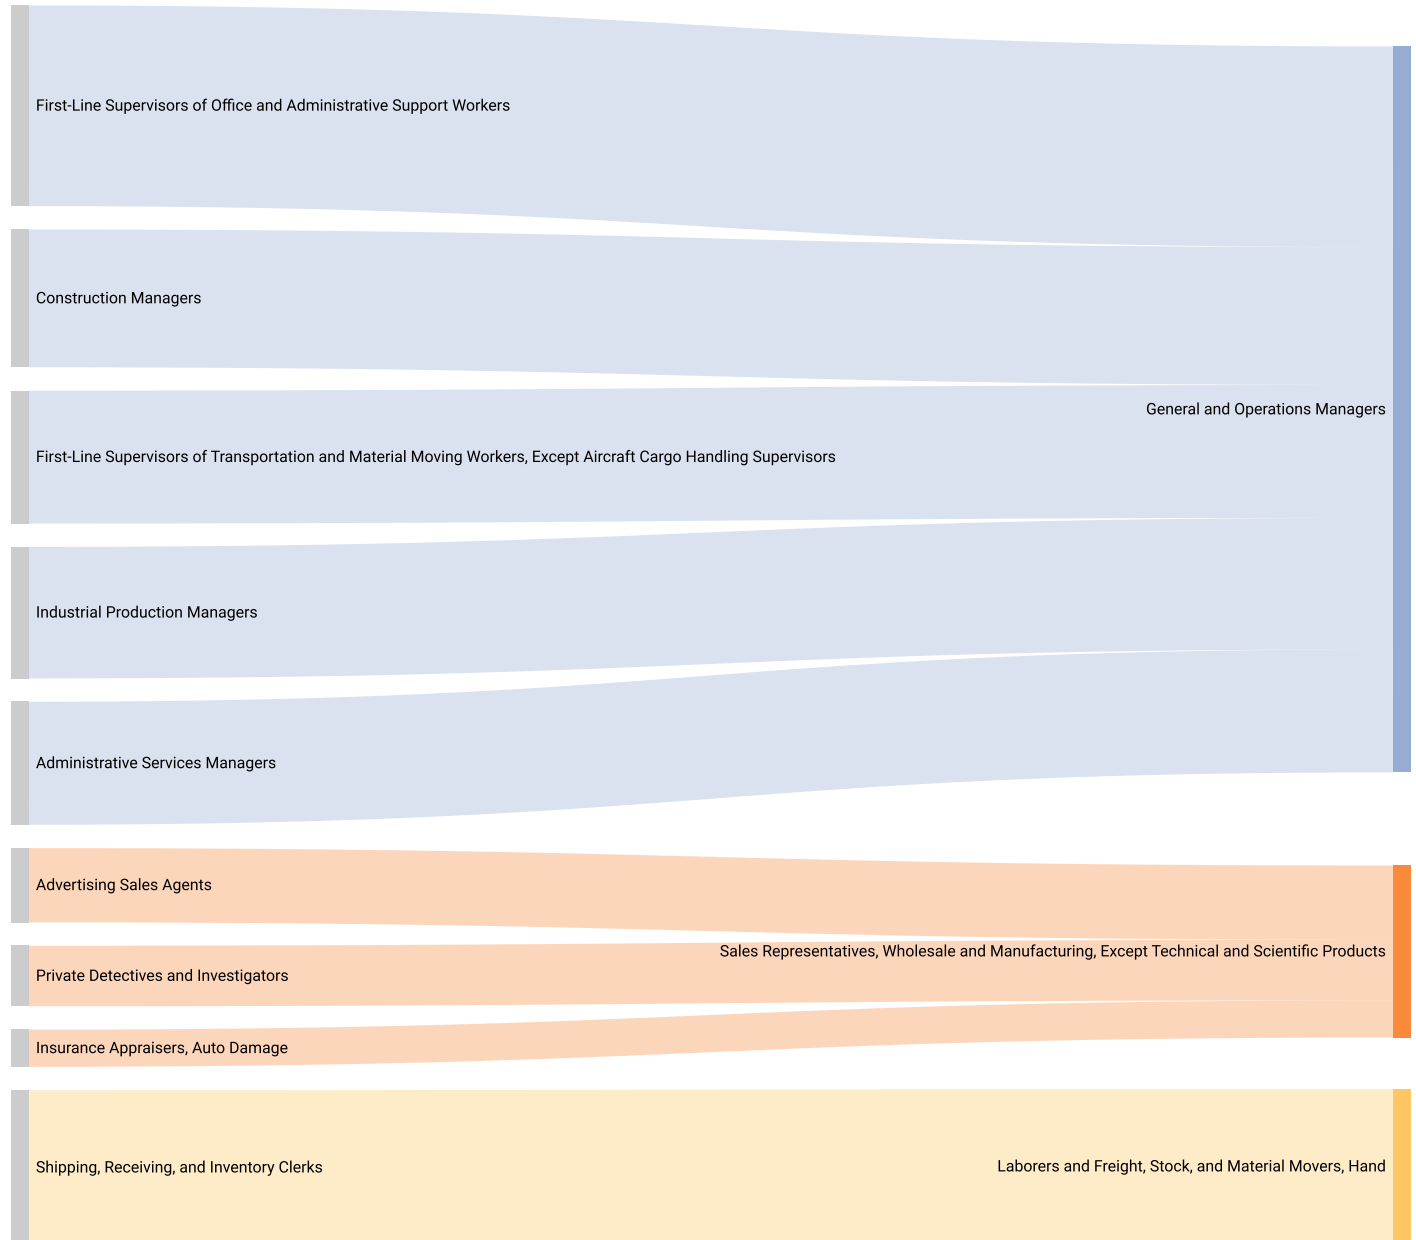 First-Line Supervisors of Office and Administrative Support Workers
Construction Managers
General and Operations Managers
First-Line Supervisors of Transportation and Material Moving Workers, Except Aircraft Cargo Handling Supervisors
Industrial Production Managers
Administrative Services Managers
Advertising Sales Agents
Sales Representatives, Wholesale and Manufacturing, Except Technical and Scientific Products
Private Detectives and Investigators
Insurance Appraisers, Auto Damage
Shipping, Receiving, and Inventory Clerks
Laborers and Freight, Stock, and Material Movers, Hand